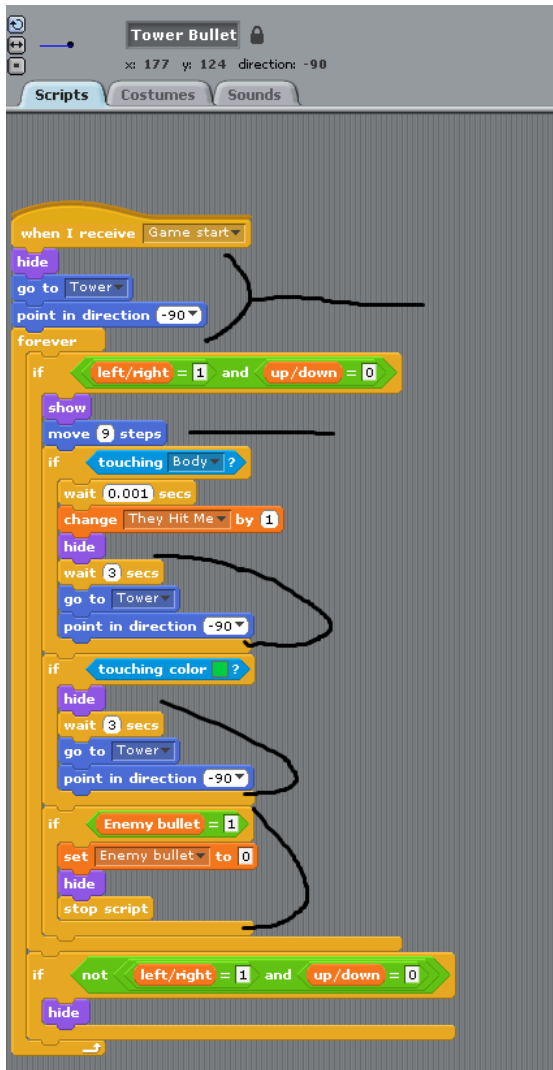 Tower Bullet
x: 177 y: 124 direction: -90
Scripts Costumes Sounds
when I receive Game start
hide
go to Tower
point in direction -90
forever
if left/right = 1 and up/down = 0
show
move 9 steps
if touching Body ?
wait 0.001 secs
change They Hit Me by 1
hide
wait 3 secs
go to Tower
point in direction -90
if touching color ?
hide
wait 3 secs
go to Tower
point in direction -90
if Enemy bullet = 1
set Enemy bullet to 0
hide
stop script
if not left/right = 1 and up/down = 0
hide